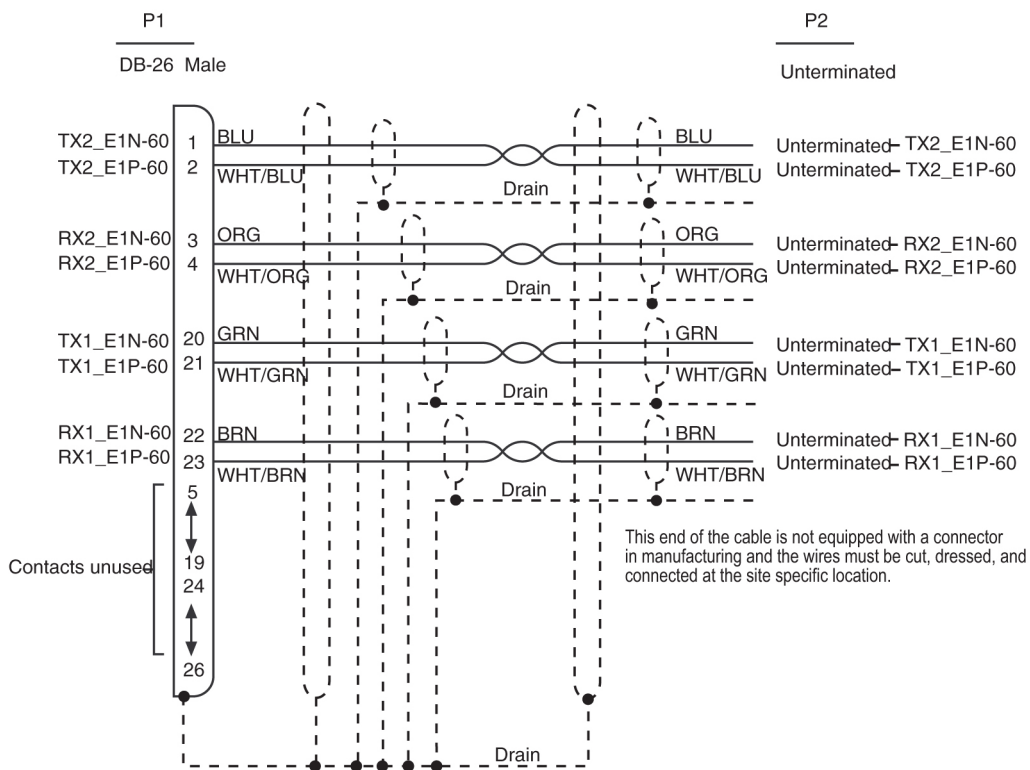 P1
P2
DB-26 Male
Unterminated
TX2_E1N-60 1 BLU BLU Unterminated TX2_E1N-60
TX2_E1P-60 2 WHT/BLU WHT/BLU Unterminated TX2_E1P-60
Drain
RX2_E1N-60 3 ORG ORG Unterminated RX2_E1N-60
RX2_E1P-60 4 WHT/ORG WHT/ORG Unterminated RX2_E1P-60
Drain
TX1_E1N-60 20 GRN GRN Unterminated TX1_E1N-60
TX1_E1P-60 21 WHT/GRN WHT/GRN Unterminated TX1_E1P-60
Drain
RX1_E1N-60 22 BRN BRN Unterminated RX1_E1N-60
RX1_E1P-60 23 WHT/BRN WHT/BRN Unterminated RX1_E1P-60
Drain
5
19
Contacts unused
24
26
This end of the cable is not equipped with a connector
in manufacturing and the wires must be cut, dressed, and
connected at the site specific location.
Drain